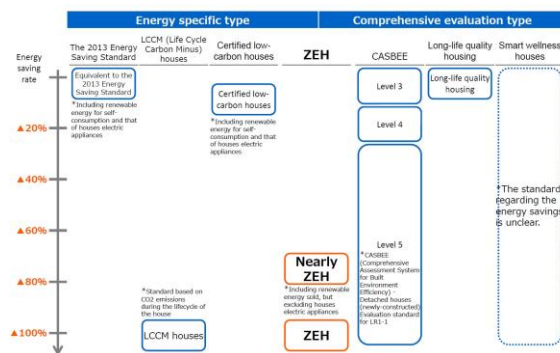 Energy specific type
Comprehensive evaluation type
Energy
saving
rate
The 2013 Energy
Saving Standard
LCCM (Life Cycle
Carbon Minus)
houses
Certified low-
carbon houses
ZEH
CASBEE
Long-life quality
housing
Smart wellness
houses
▲20%
▲40%
▲60%
▲80%
▲100%
Equivalent to the
2013 Energy
Saving Standard
*Including renewable
energy for self-
consumption and that
of houses electric
appliances
*Standard based on
CO2 emissions
during the lifecycle of
the house
LCCM houses
Certified low-
carbon houses
*Including renewable
energy for self-
consumption and that
of houses electric
appliances
Nearly
ZEH
*Including renewable
energy sold, but
excluding houses
electric appliances
ZEH
Level 3
Level 4
Level 5
*CASBEE
(Comprehensive
Assessment System
for Built
Environment
Efficiency) -
Detached houses
(newly-constructed)
Evaluation standard
for LR1-1
Long-life quality
housing
*The standard
regarding the
energy savings
is unclear.